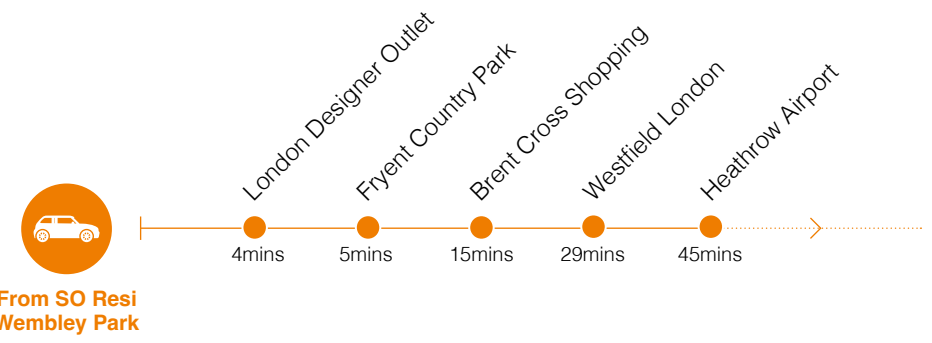 London Designer Outlet
Fryent Country Park
Brent Cross Shopping
Westfield London
Heathrow Airport
4mins
5mins
15mins
29mins
45mins
From SO Resi
Wembley Park